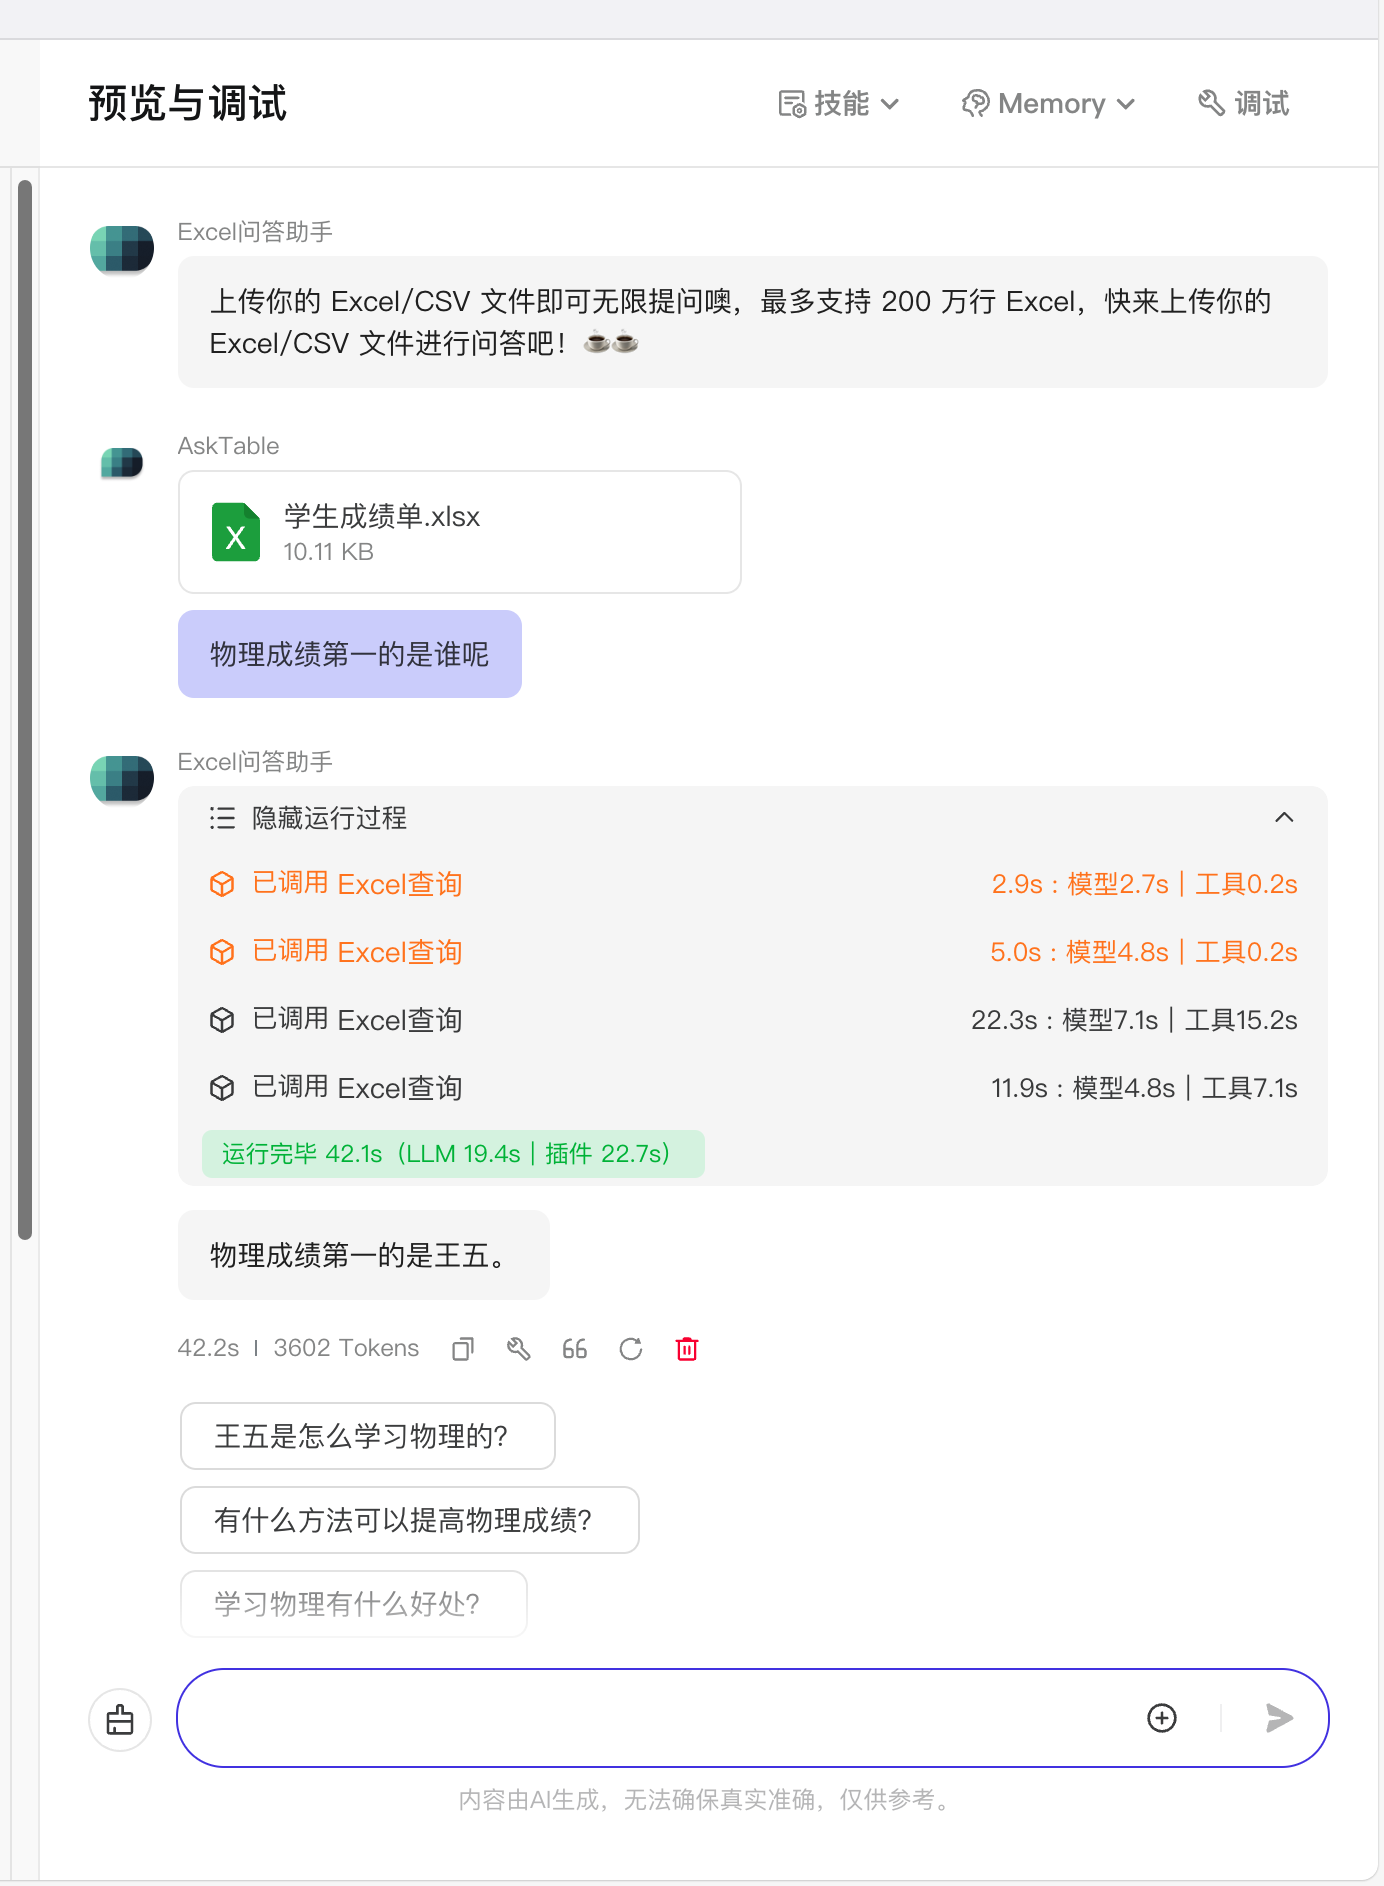 预览与调试
技能
Memory
调试
Excel问答助手
上传你的 Excel/CSV 文件即可无限提问噢，最多支持 200 万行 Excel，快来上传你的
Excel/CSV 文件进行问答吧！☕☕
AskTable
X
学生成绩单.xlsx
10.11 KB
物理成绩第一的是谁呢
Excel问答助手
隐藏运行过程
已调用 Excel查询 2.9s : 模型2.7s | 工具0.2s
已调用 Excel查询 5.0s : 模型4.8s | 工具0.2s
已调用 Excel查询 22.3s : 模型7.1s | 工具15.2s
已调用 Excel查询 11.9s : 模型4.8s | 工具7.1s
运行完毕 42.1s（LLM 19.4s | 插件 22.7s）
物理成绩第一的是王五。
42.2s | 3602 Tokens
王五是怎么学习物理的?
有什么方法可以提高物理成绩?
学习物理有什么好处?
内容由AI生成，无法确保真实准确，仅供参考。